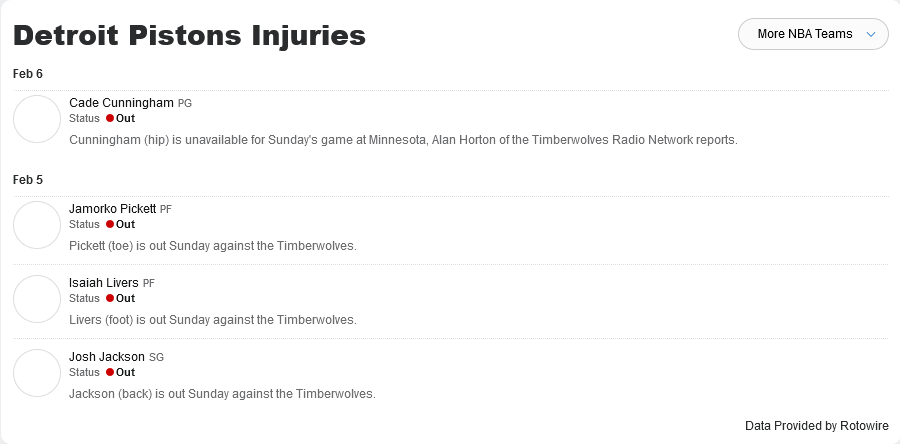 Detroit Pistons Injuries
More NBA Teams
Feb 6
Cade Cunningham PG
Status Out
Cunningham (hip) is unavailable for Sunday's game at Minnesota, Alan Horton of the Timberwolves Radio Network reports.
Feb 5
Jamorko Pickett PF
Status Out
Pickett (toe) is out Sunday against the Timberwolves.
Isaiah Livers PF
Status Out
Livers (foot) is out Sunday against the Timberwolves.
Josh Jackson SG
Status Out
Jackson (back) is out Sunday against the Timberwolves.
Data Provided by Rotowire